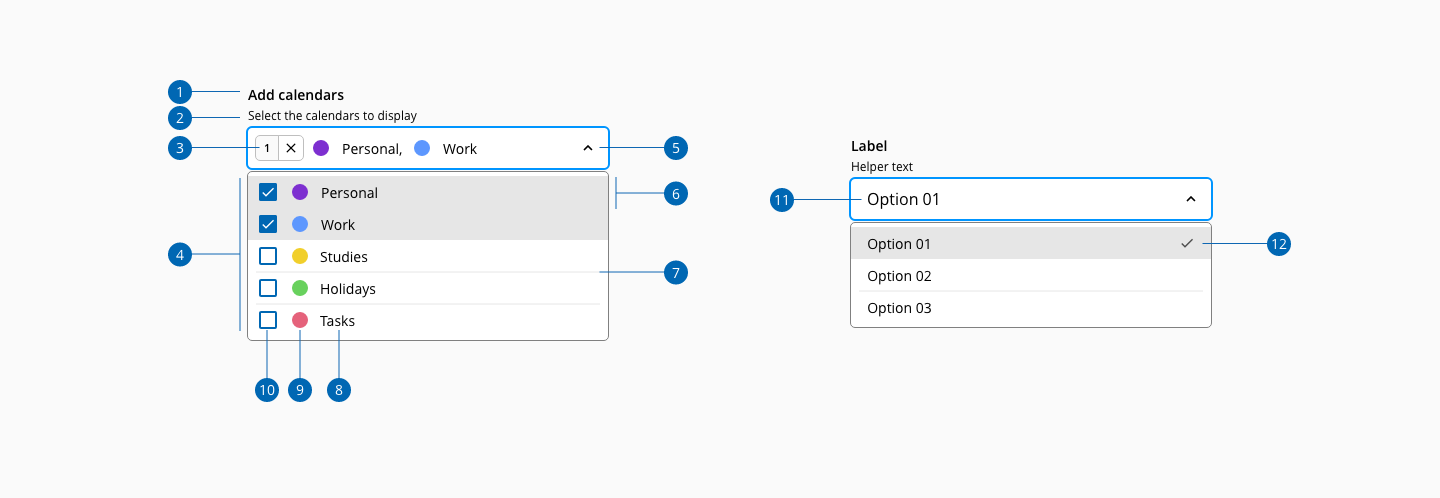 1
Add calendars
2
Select the calendars to display
3
1
Personal,
Work
5
Personal
6
Work
4
Studies
7
Holidays
Tasks
10
9
8
Label
Helper text
11
Option 01
Option 01
12
Option 02
Option 03